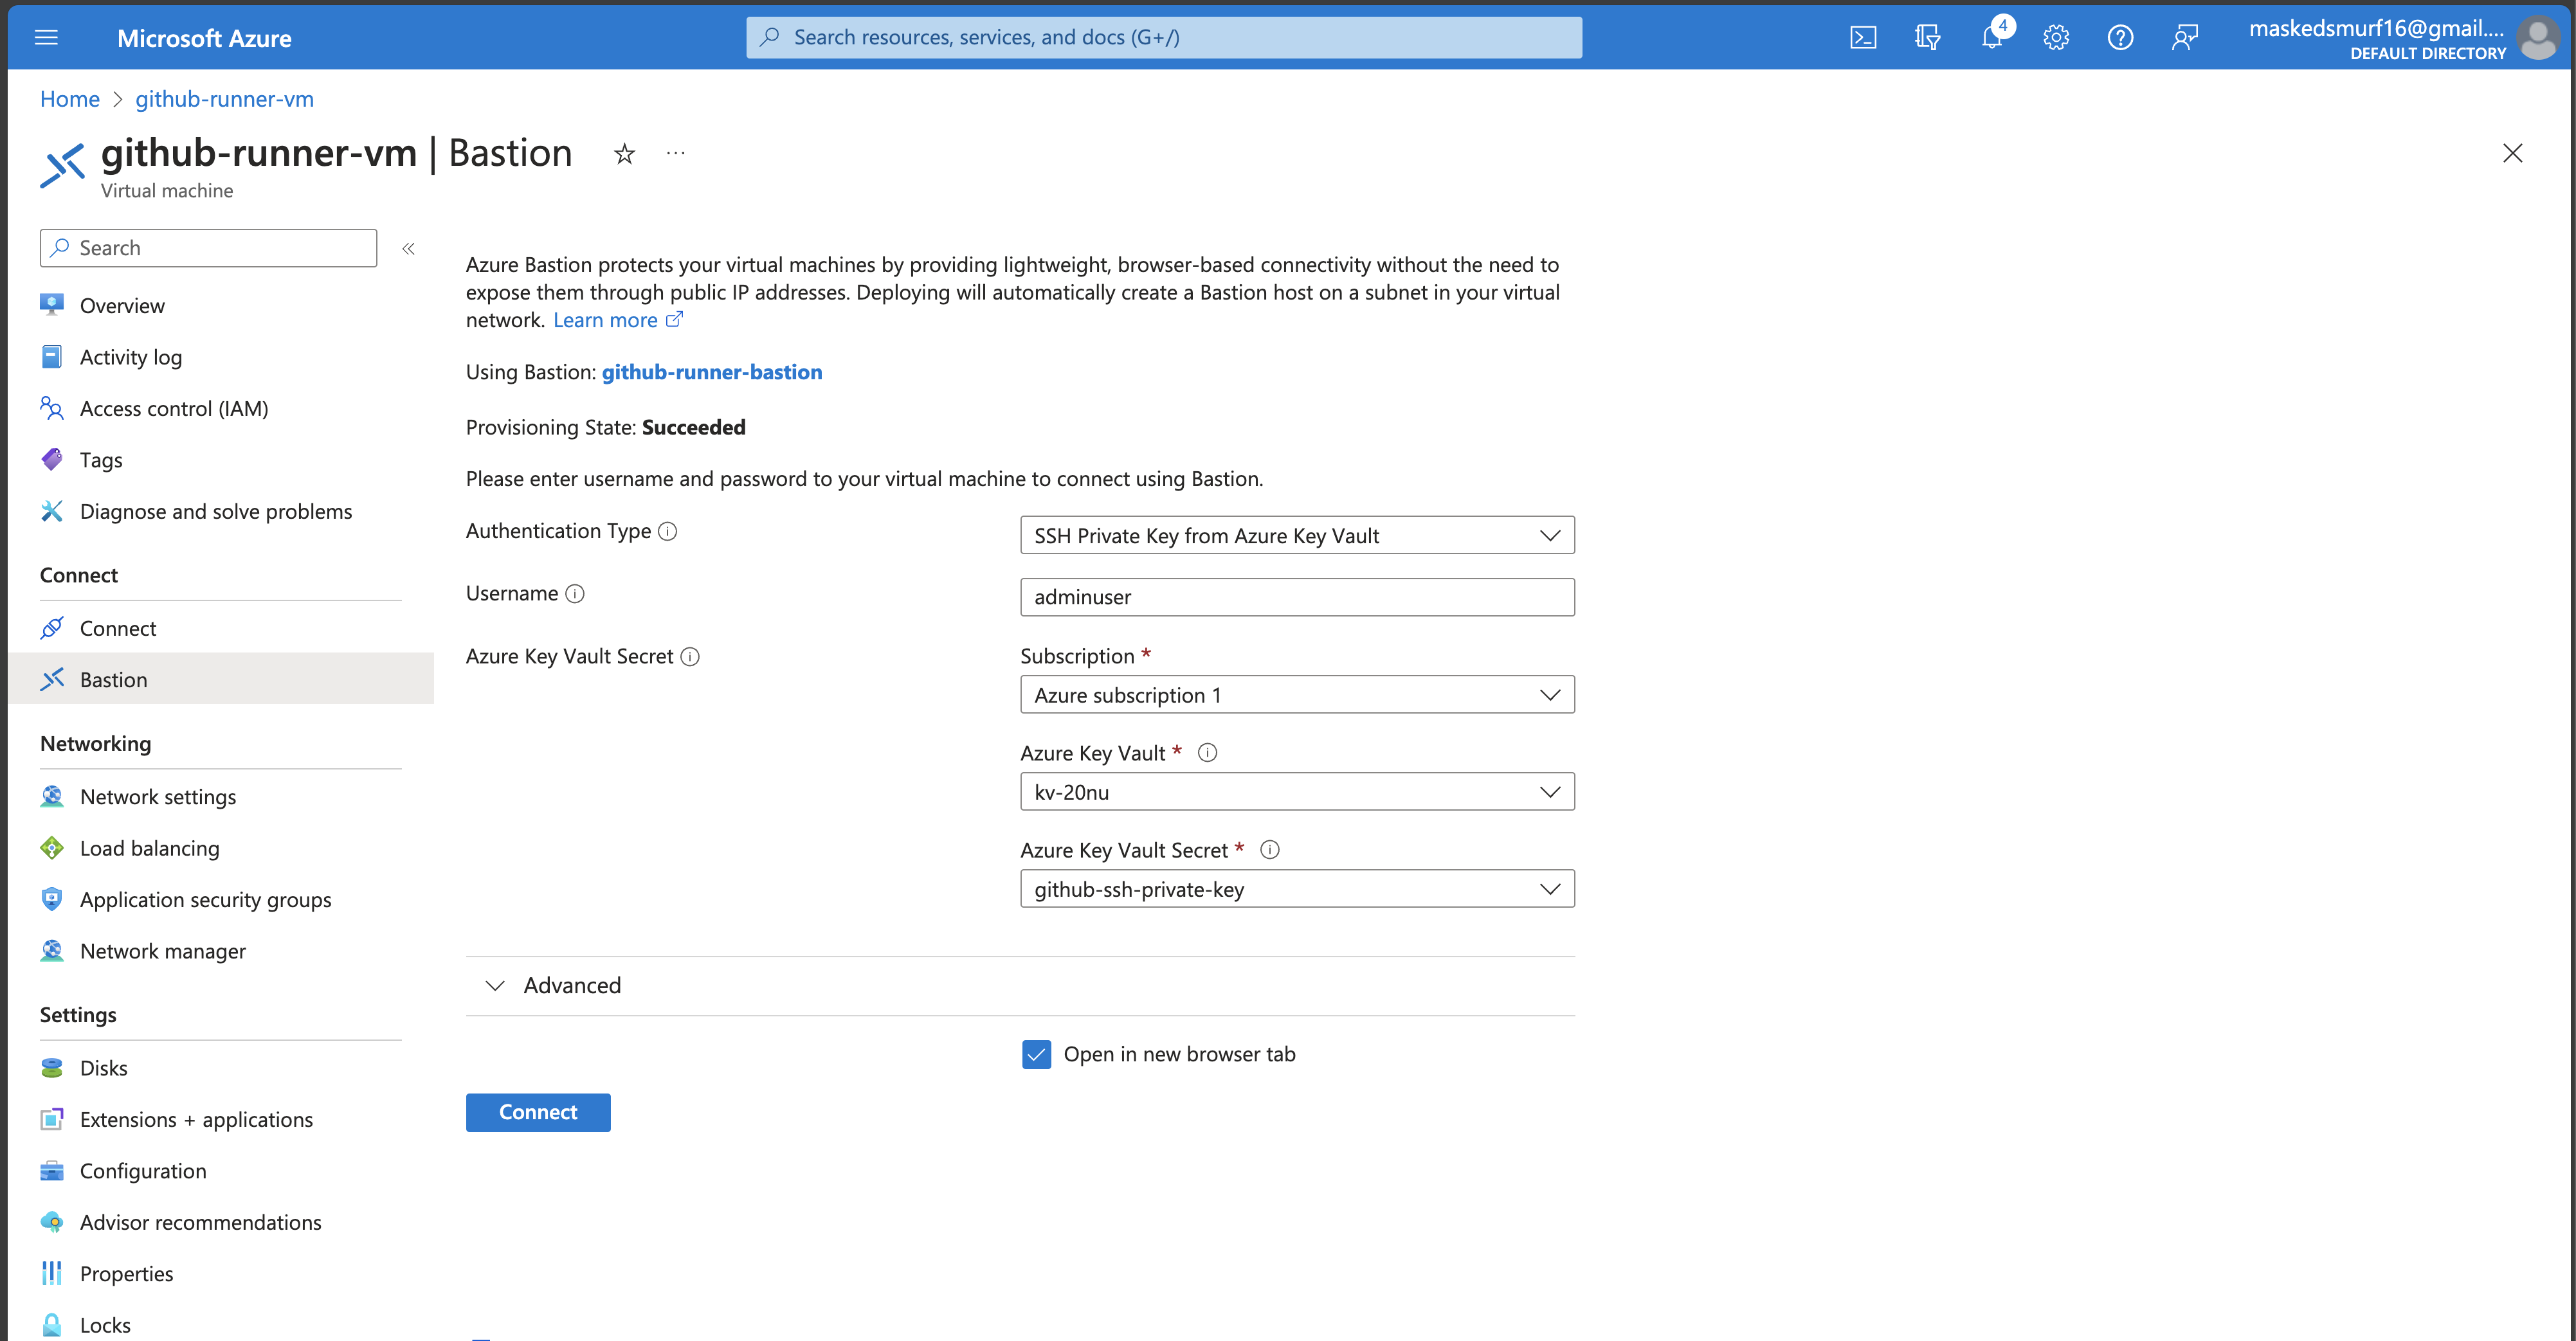 Microsoft Azure
Search resources, services, and docs (G+/)
4
maskedsmurf16@gmail....
DEFAULT DIRECTORY
Home > github-runner-vm
github-runner-vm | Bastion
Virtual machine
Search
Overview
Activity log
Access control (IAM)
Tags
Diagnose and solve problems
Connect
Connect
Bastion
Networking
Network settings
Load balancing
Application security groups
Network manager
Settings
Disks
Extensions + applications
Configuration
Advisor recommendations
Properties
Locks
Azure Bastion protects your virtual machines by providing lightweight, browser-based connectivity without the need to
expose them through public IP addresses. Deploying will automatically create a Bastion host on a subnet in your virtual
network. Learn more
Using Bastion: github-runner-bastion
Provisioning State: Succeeded
Please enter username and password to your virtual machine to connect using Bastion.
Authentication Type
SSH Private Key from Azure Key Vault
Username
adminuser
Azure Key Vault Secret
Subscription *
Azure subscription 1
Azure Key Vault *
kv-20nu
Azure Key Vault Secret *
github-ssh-private-key
Advanced
Open in new browser tab
Connect